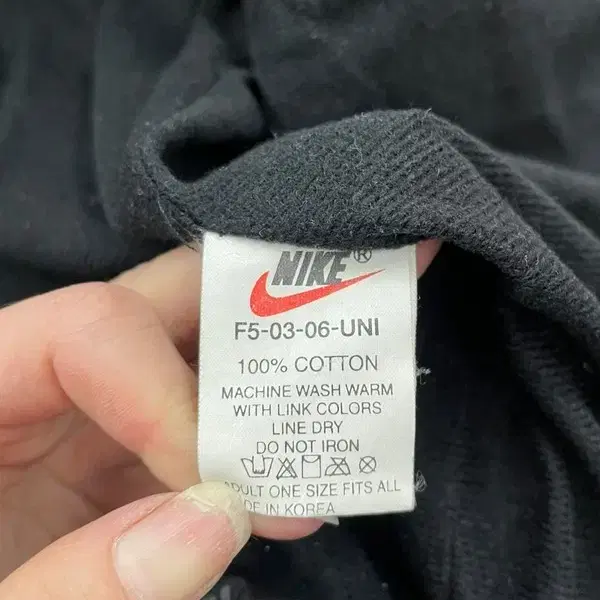 NIKE®
F5-03-06-UNI
100% COTTON
MACHINE WASH WARM
WITH LINK COLORS
LINE DRY
DO NOT IRON
ONE SIZE FITS ALL
IN KOREA